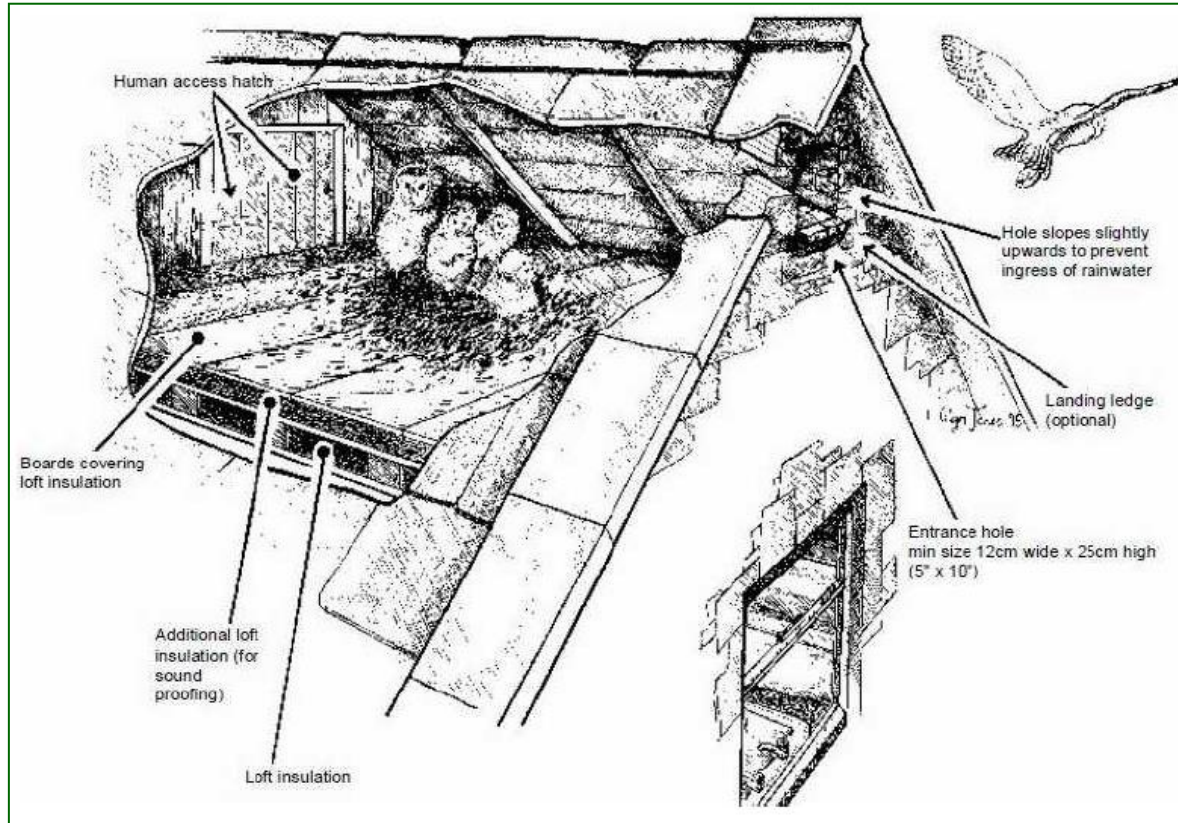 Human access hatch
Hole slopes slightly
upwards to prevent
ingress of rainwater
Landing ledge
(optional)
Boards covering
loft insulation
Entrance hole
min size 12cm wide x 25cm high
(5" x 10")
Additional loft
insulation (for
sound
proofing)
Loft insulation